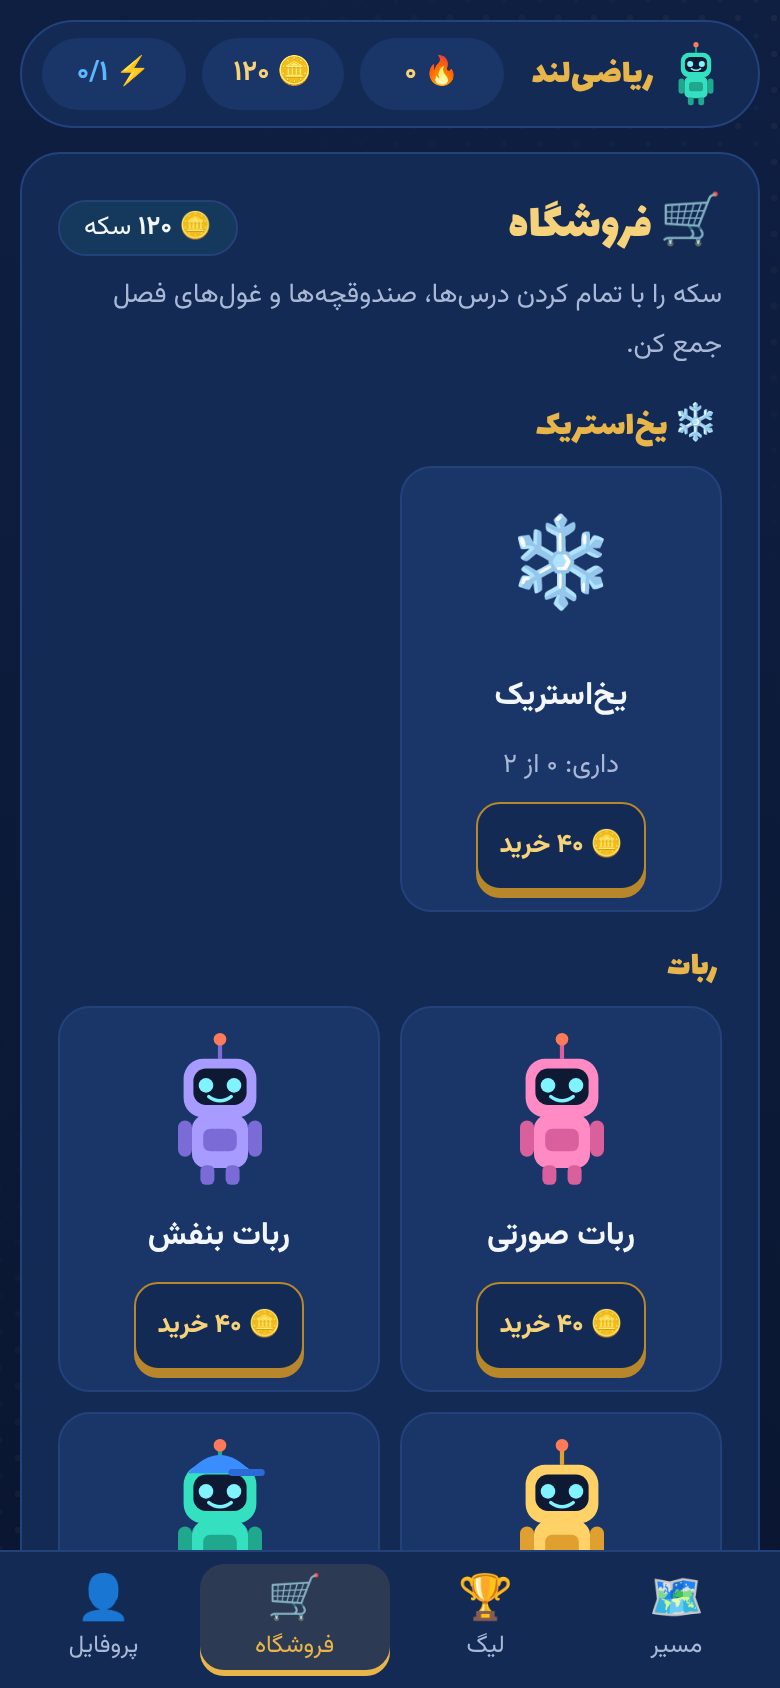 ریاضی‌لند
۰
۱۲۰
۰/۱
فروشگاه
۱۲۰ سکه
سکه را با تمام کردن درس‌ها، صندوقچه‌ها و غول‌های فصل
جمع کن.
یخ‌استریک
یخ‌استریک
داری: ۰ از ۲
۴۰ خرید
ربات
ربات صورتی
ربات بنفش
۴۰ خرید
۴۰ خرید
مسیر
لیگ
فروشگاه
پروفایل